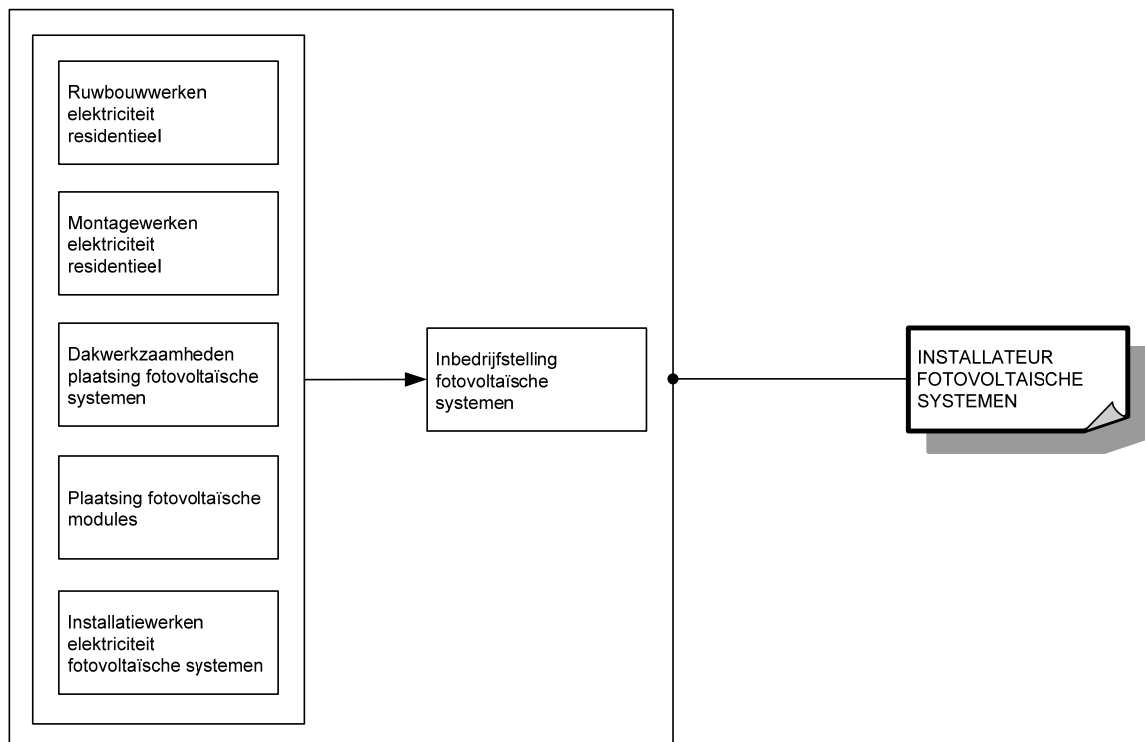 Ruwbouwwerken
elektriciteit
residentieel
Montagewerken
elektriciteit
residentieel
Dakwerkzaamheden
plaatsing fotovoltaïsche
systemen
Plaatsing fotovoltaïsche
modules
Installatiewerken
elektriciteit
fotovoltaïsche systemen
Inbedrijfstelling
fotovoltaïsche
systemen
INSTALLATEUR
FOTOVOLTAISCHE
SYSTEMEN